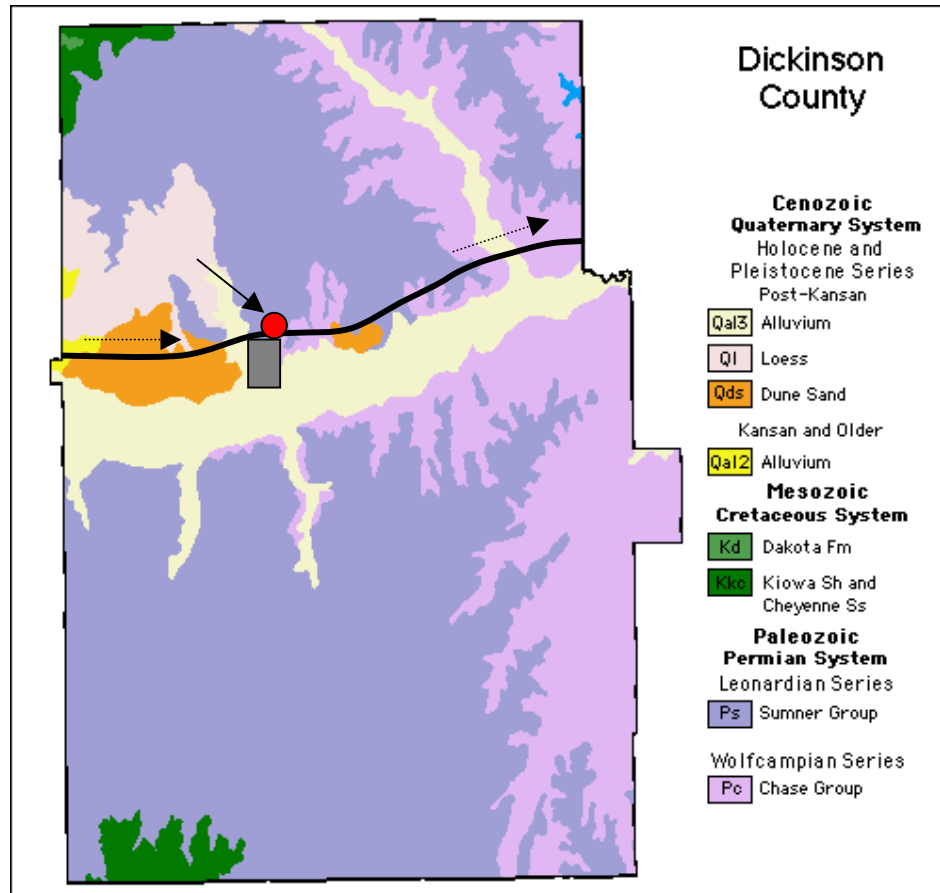 Dickinson
County
Cenozoic
Quaternary System
Holocene and
Pleistocene Series
Post-Kansan
Qal3 Alluvium
Ql Loess
Qds Dune Sand
Kansan and Older
Qal2 Alluvium
Mesozoic
Cretaceous System
Kd Dakota Fm
Kkc Kiowa Sh and
Cheyenne Ss
Paleozoic
Permian System
Leonardian Series
Ps Sumner Group
Wolfcampian Series
Pc Chase Group